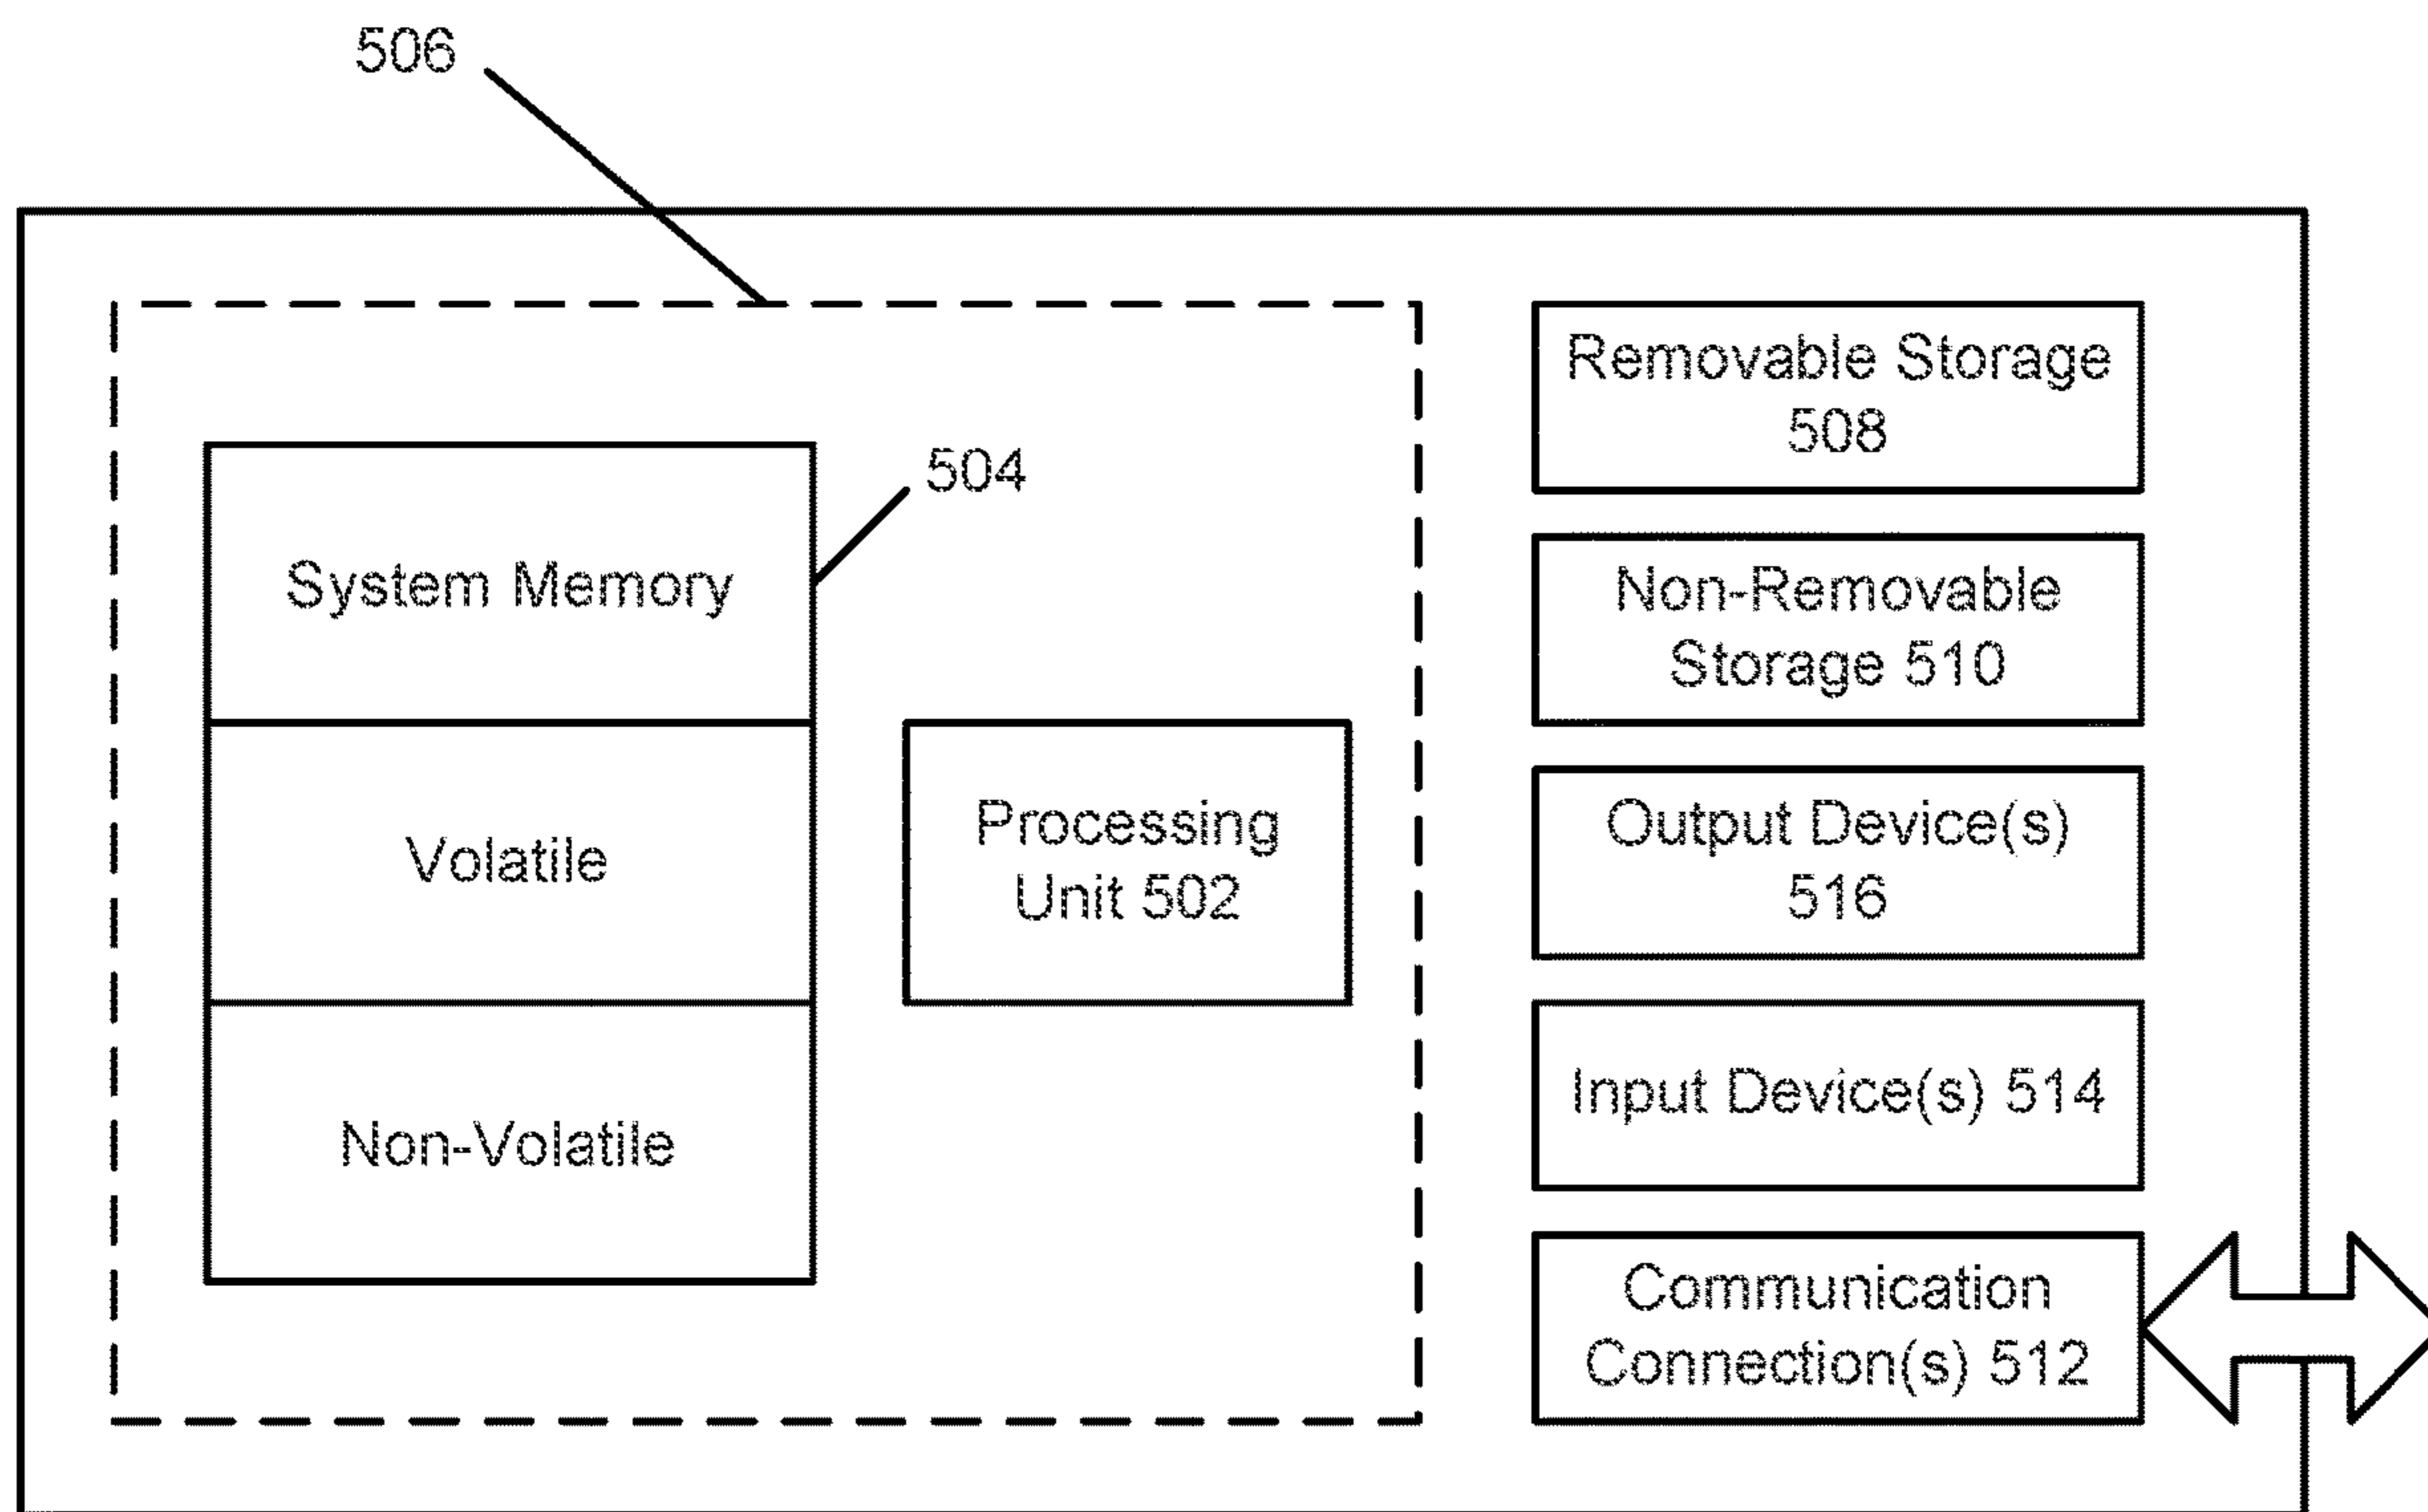 506
504
System Memory
Volatile
Non-Volatile
Processing
Unit 502
Removable Storage
508
Non-Removable
Storage 510
Output Device(s)
516
Input Device(s) 514
Communication
Connection(s) 512